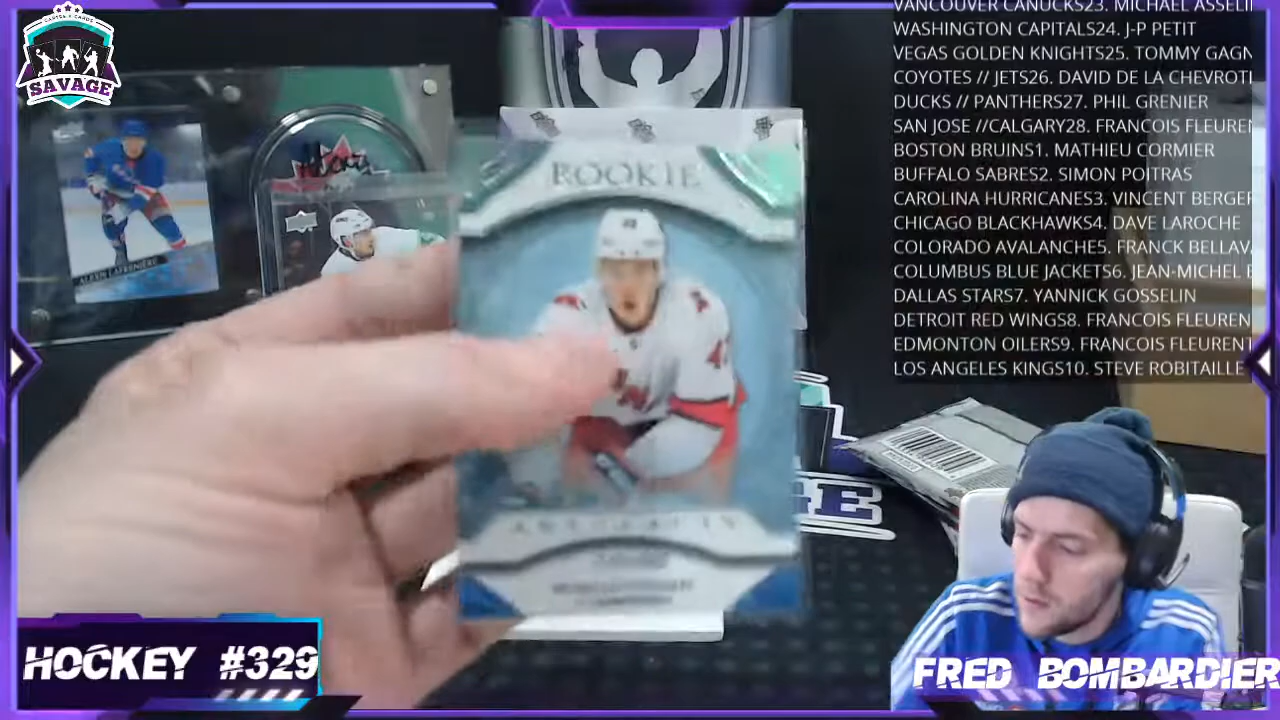 SAVAGE
VANCOUVER CANUCKS23. MICHAEL ASSELI
WASHINGTON CAPITALS24. J-P PETIT
VEGAS GOLDEN KNIGHTS25. TOMMY GAGN
COYOTES // JETS26. DAVID DE LA CHEVROTI
DUCKS // PANTHERS27. PHIL GRENIER
SAN JOSE //CALGARY28. FRANCOIS FLEUREN
BOSTON BRUINS1. MATHIEU CORMIER
BUFFALO SABRES2. SIMON POITRAS
CAROLINA HURRICANES3. VINCENT BERGER
CHICAGO BLACKHAWKS4. DAVE LAROCHE
COLORADO AVALANCHE5. FRANCK BELLAVA
COLUMBUS BLUE JACKETS6. JEAN-MICHEL
DALLAS STARS7. YANNICK GOSSELIN
DETROIT RED WINGS8. FRANCOIS FLEUREN
EDMONTON OILERS9. FRANCOIS FLEURENT
LOS ANGELES KINGS10. STEVE ROBITAILLE
ROOKIE
ALEXIS LAFRENIÈRE
HOCKEY #329
FRED BOMBARDIER